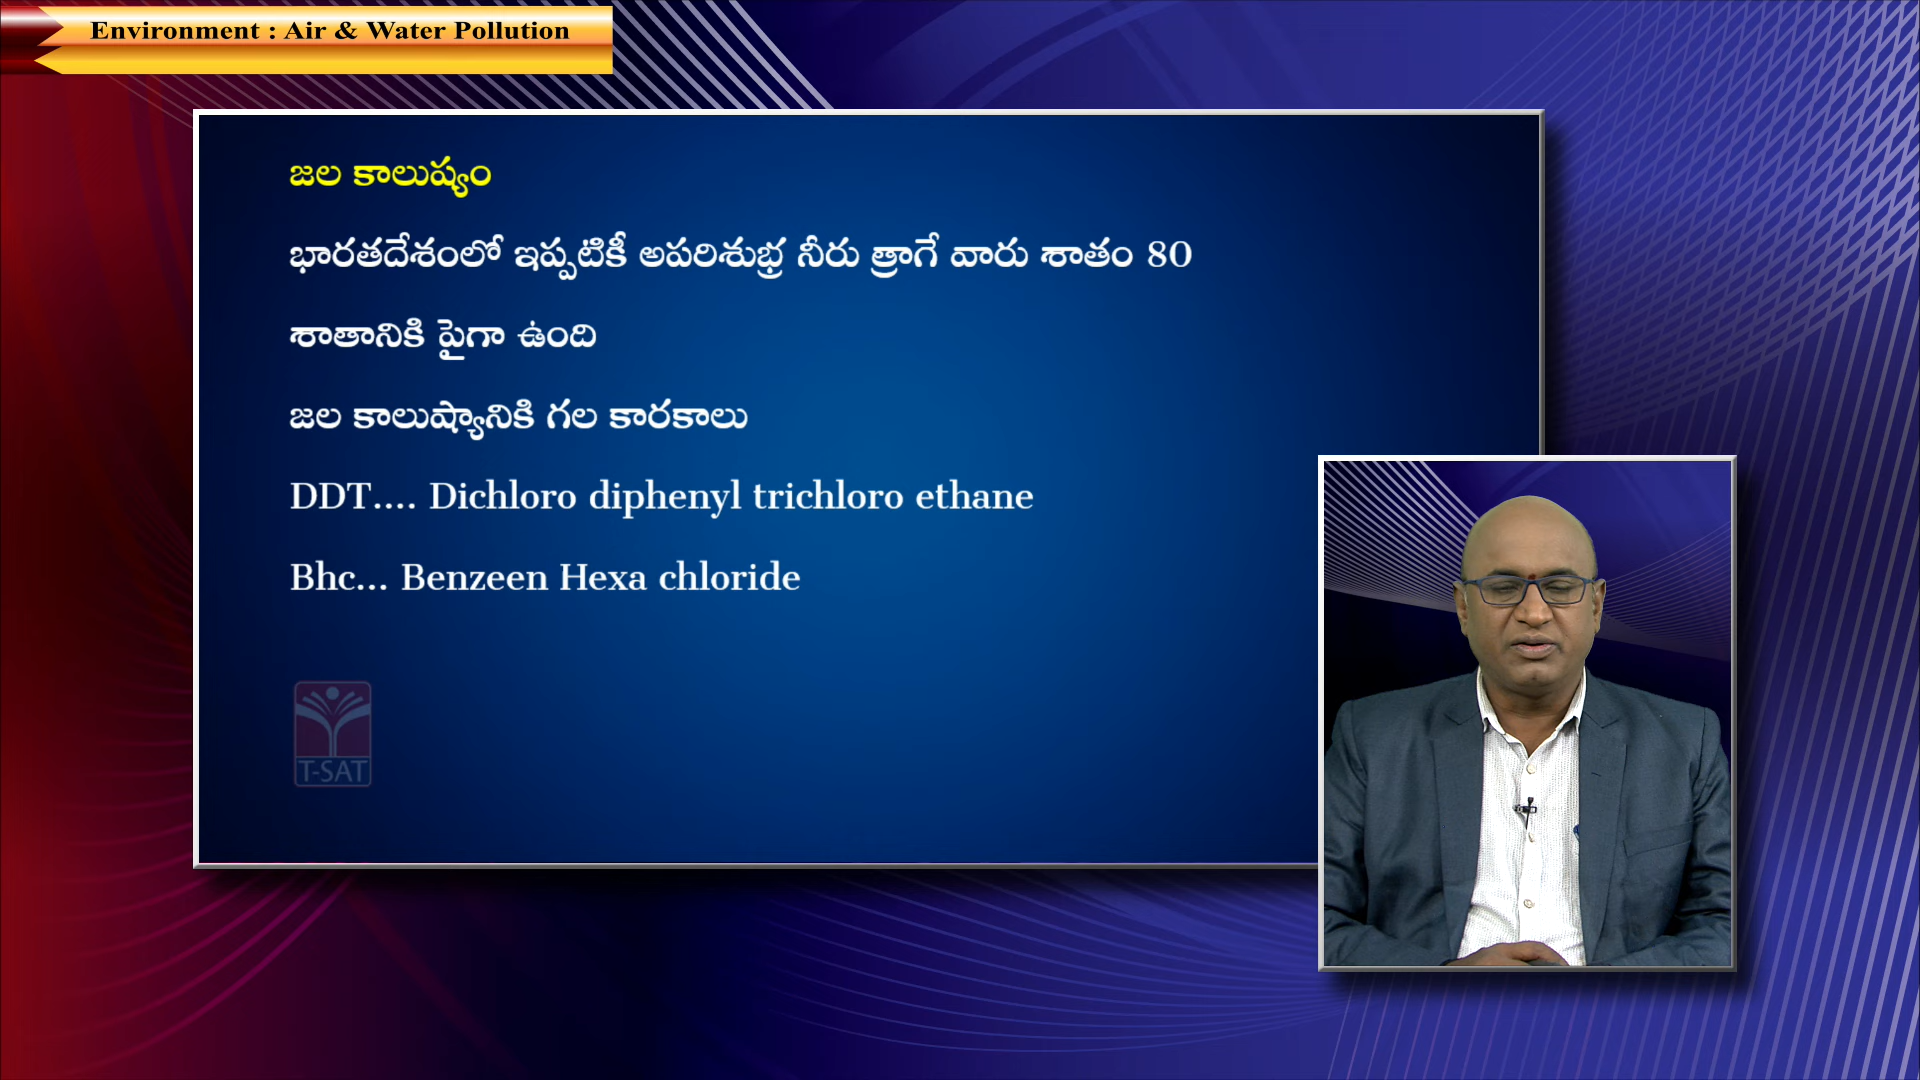 Environment : Air & Water Pollution
జల కాలుష్యం
భారతదేశంలో ఇప్పటికీ అపరిశుభ్ర నీరు త్రాగే వారు శాతం 80
శాతానికి పైగా ఉంది
జల కాలుష్యానికి గల కారకాలు
DDT.... Dichloro diphenyl trichloro ethane
Bhc... Benzeen Hexa chloride
T-SAT